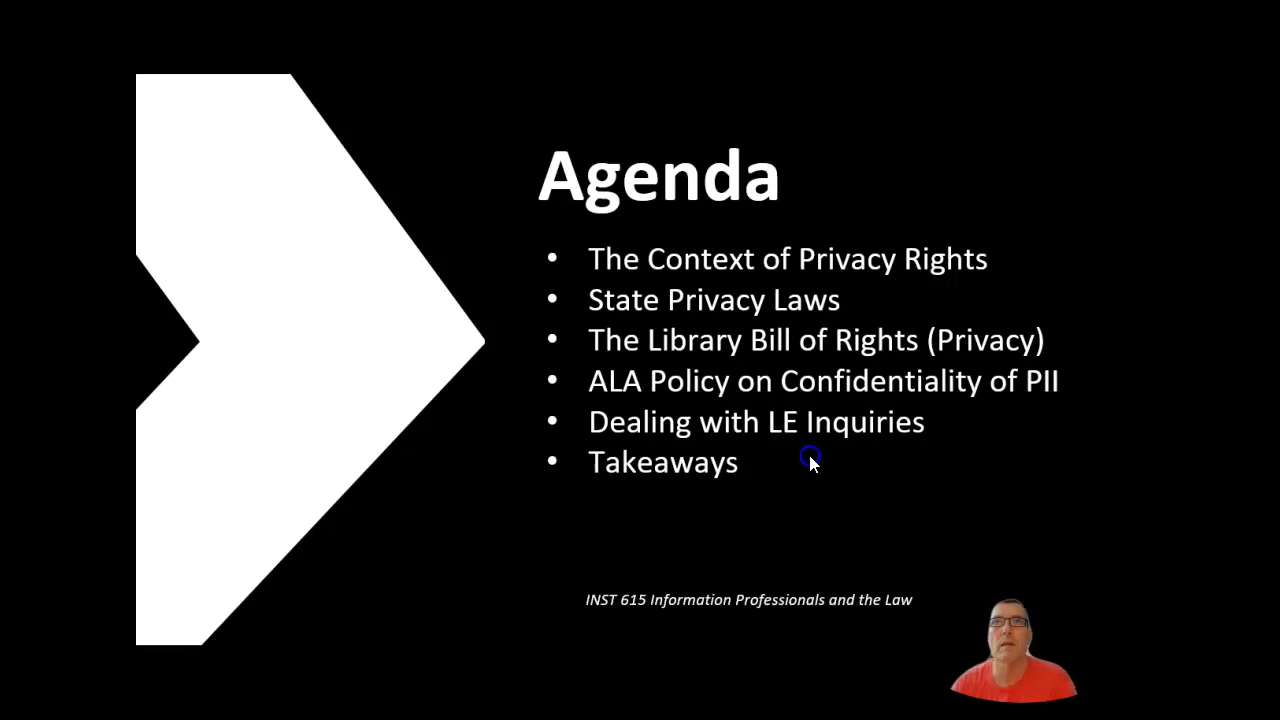 Agenda
• The Context of Privacy Rights
• State Privacy Laws
• The Library Bill of Rights (Privacy)
• ALA Policy on Confidentiality of PII
• Dealing with LE Inquiries
• Takeaways
INST 615 Information Professionals and the Law